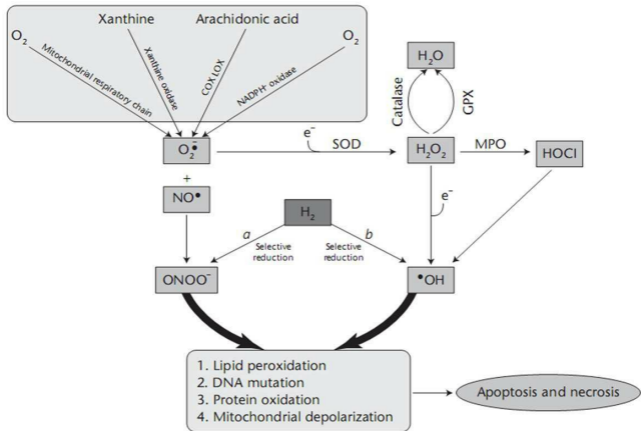 Xanthine
Arachidonic acid
O₂
O₂
Mitochondrial respiratory chain
Xanthine oxidase
COX LOX
NADPH⁺ oxidase
H₂O
Catalase
GPX
O₂•̄
e⁻
SOD
H₂O₂
MPO
HOCl
+
NO•
H₂
e⁻
a
b
Selective
reduction
Selective
reduction
ONOO⁻
•OH
1. Lipid peroxidation
2. DNA mutation
3. Protein oxidation
4. Mitochondrial depolarization
Apoptosis and necrosis